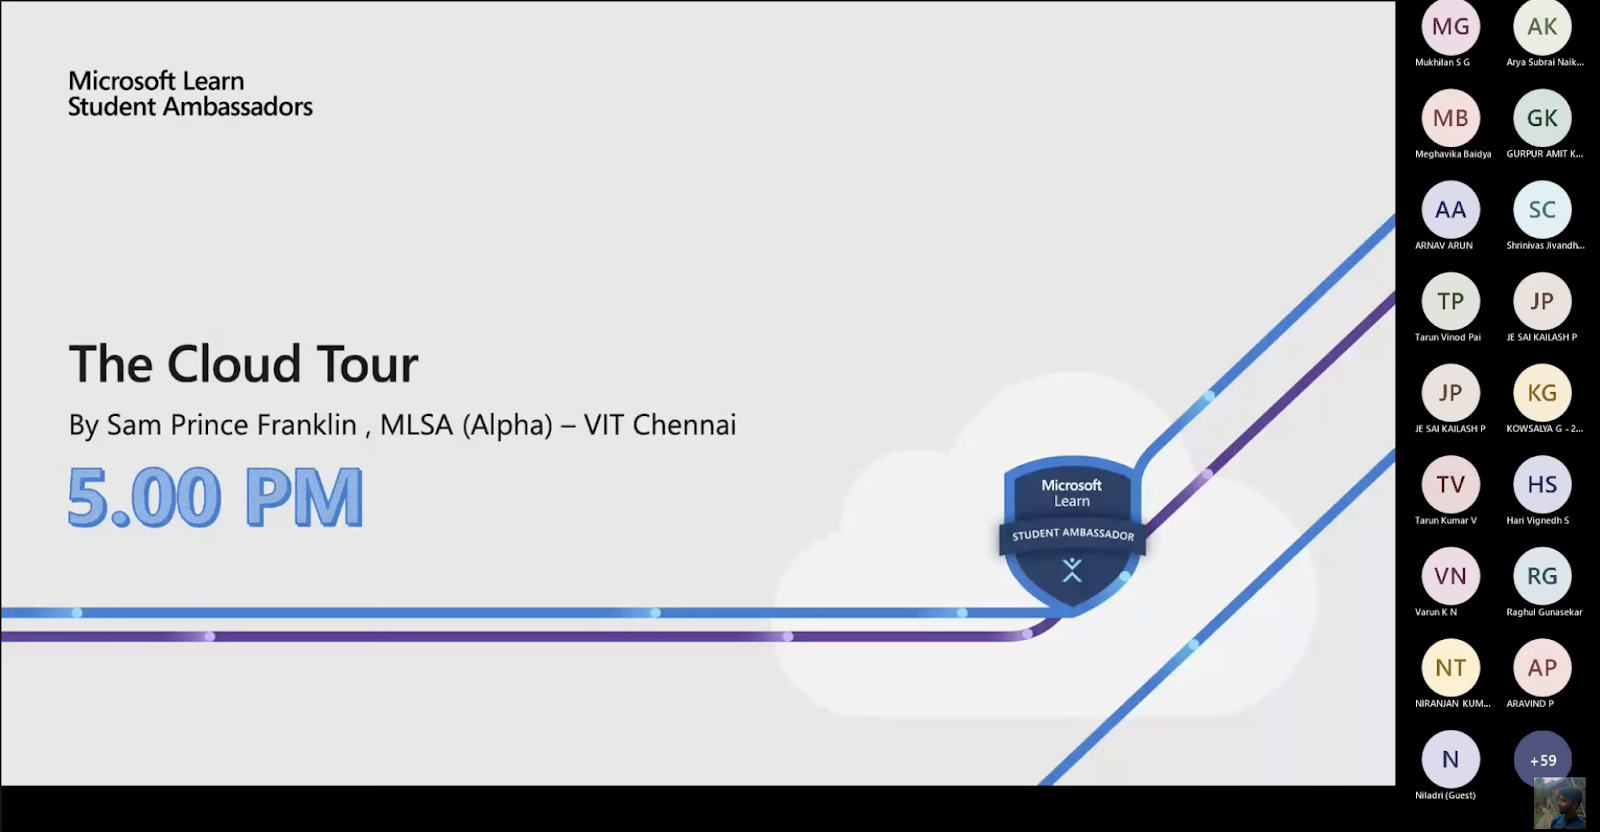 Microsoft Learn
Student Ambassadors
The Cloud Tour
By Sam Prince Franklin , MLSA (Alpha) – VIT Chennai
5.00 PM
Microsoft
Learn
STUDENT AMBASSADOR
MG AK
Mukhilan S G Arya Subrai Naik...
MB GK
Meghavika Baidya GURPUR AMIT K...
AA SC
ARNAV ARUN Shrinivas Jivandh...
TP JP
Tarun Vinod Pai JE SAI KAILASH P
JP KG
JE SAI KAILASH P KOWSALYA G - 2...
TV HS
Tarun Kumar V Hari Vignedh S
VN RG
Varun K N Raghul Gunasekar
NT AP
NIRANJAN KUM... ARAVIND P
N +59
Niladri (Guest)